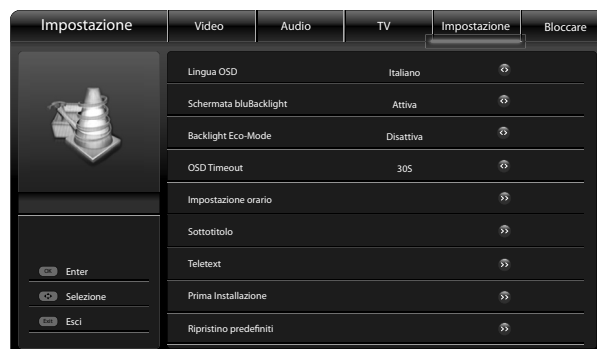 Impostazione Video Audio TV Impostazione Bloccare
Lingua OSD Italiano
Schermata bluBacklight Attiva
Backlight Eco-Mode Disattiva
OSD Timeout 30S
Impostazione orario
Sottotitolo
Teletext
Prima Installazione
Ripristino predefiniti
OK Enter
Selezione
Exit Esci